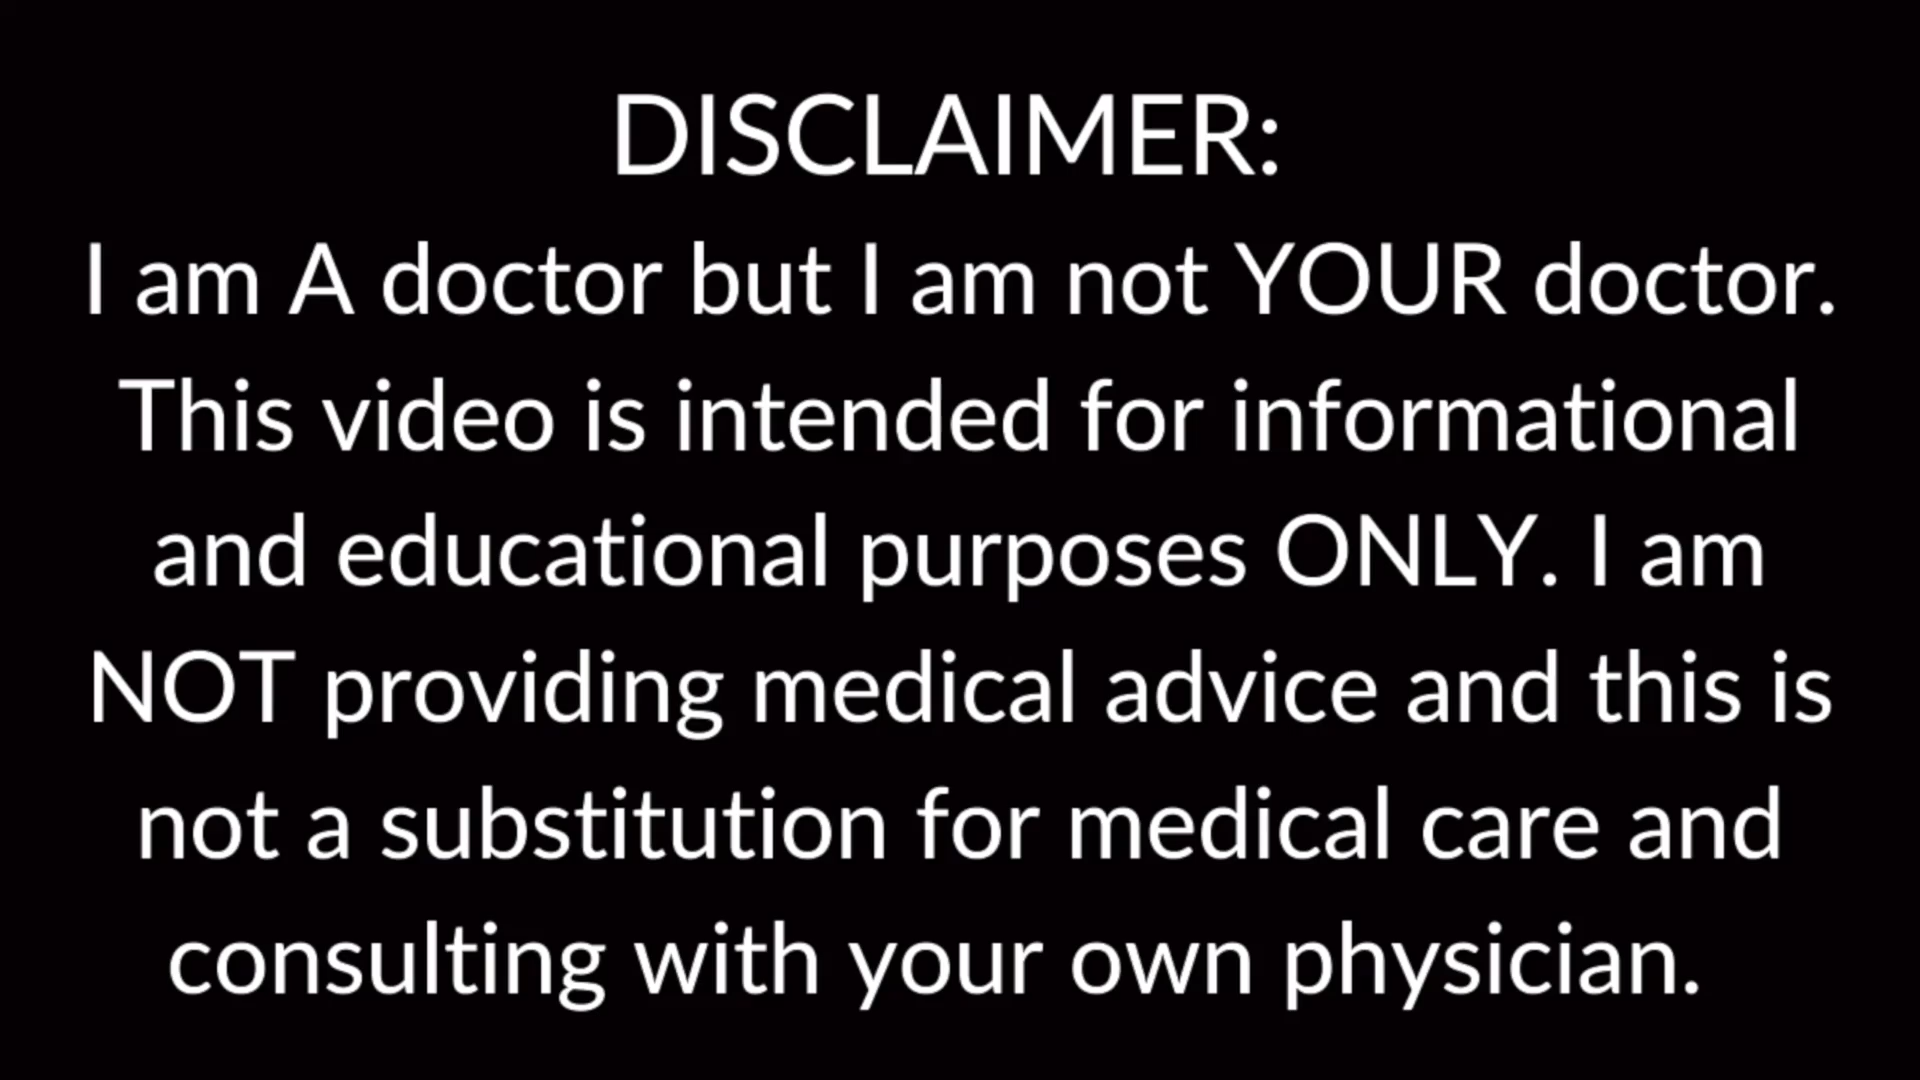 DISCLAIMER:
I am A doctor but I am not YOUR doctor.
This video is intended for informational
and educational purposes ONLY. I am
NOT providing medical advice and this is
not a substitution for medical care and
consulting with your own physician.